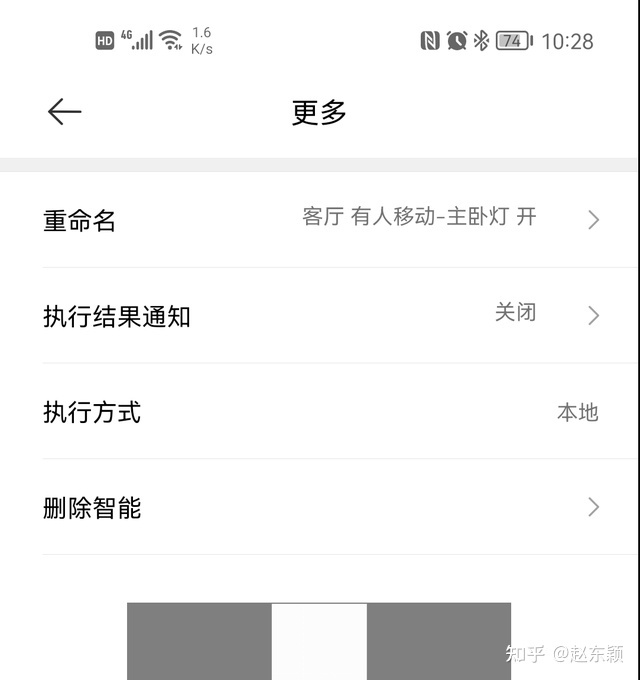 HD 4G 1.6 K/s 74 10:28
更多
重命名 客厅 有人移动-主卧灯 开
执行结果通知 关闭
执行方式 本地
删除智能
知乎 @赵东颖